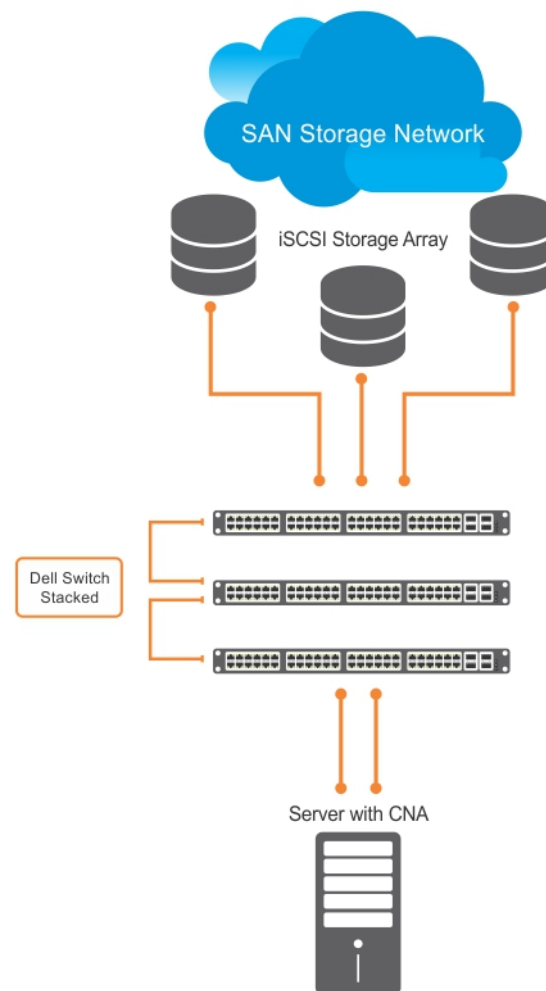 SAN Storage Network
iSCSI Storage Array
Dell Switch
Stacked
Server with CNA